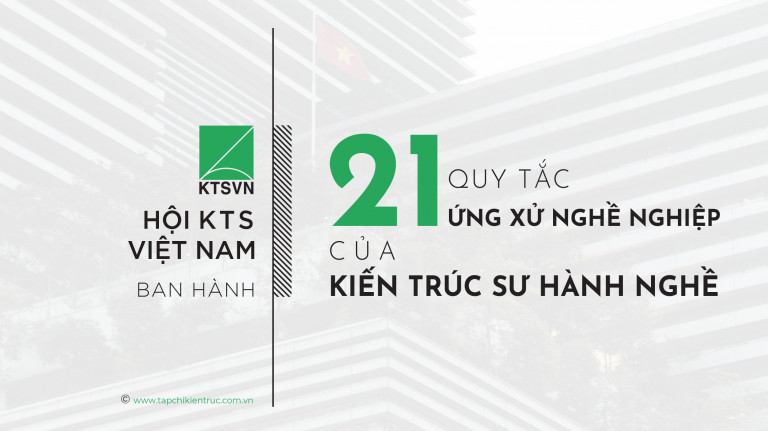 KTSVN
HỘI KTS
VIỆT NAM
BAN HÀNH
21
QUY TẮC
ỨNG XỬ NGHỀ NGHIỆP
CỦA
KIẾN TRÚC SƯ HÀNH NGHỀ
© www.tapchikientruc.com.vn